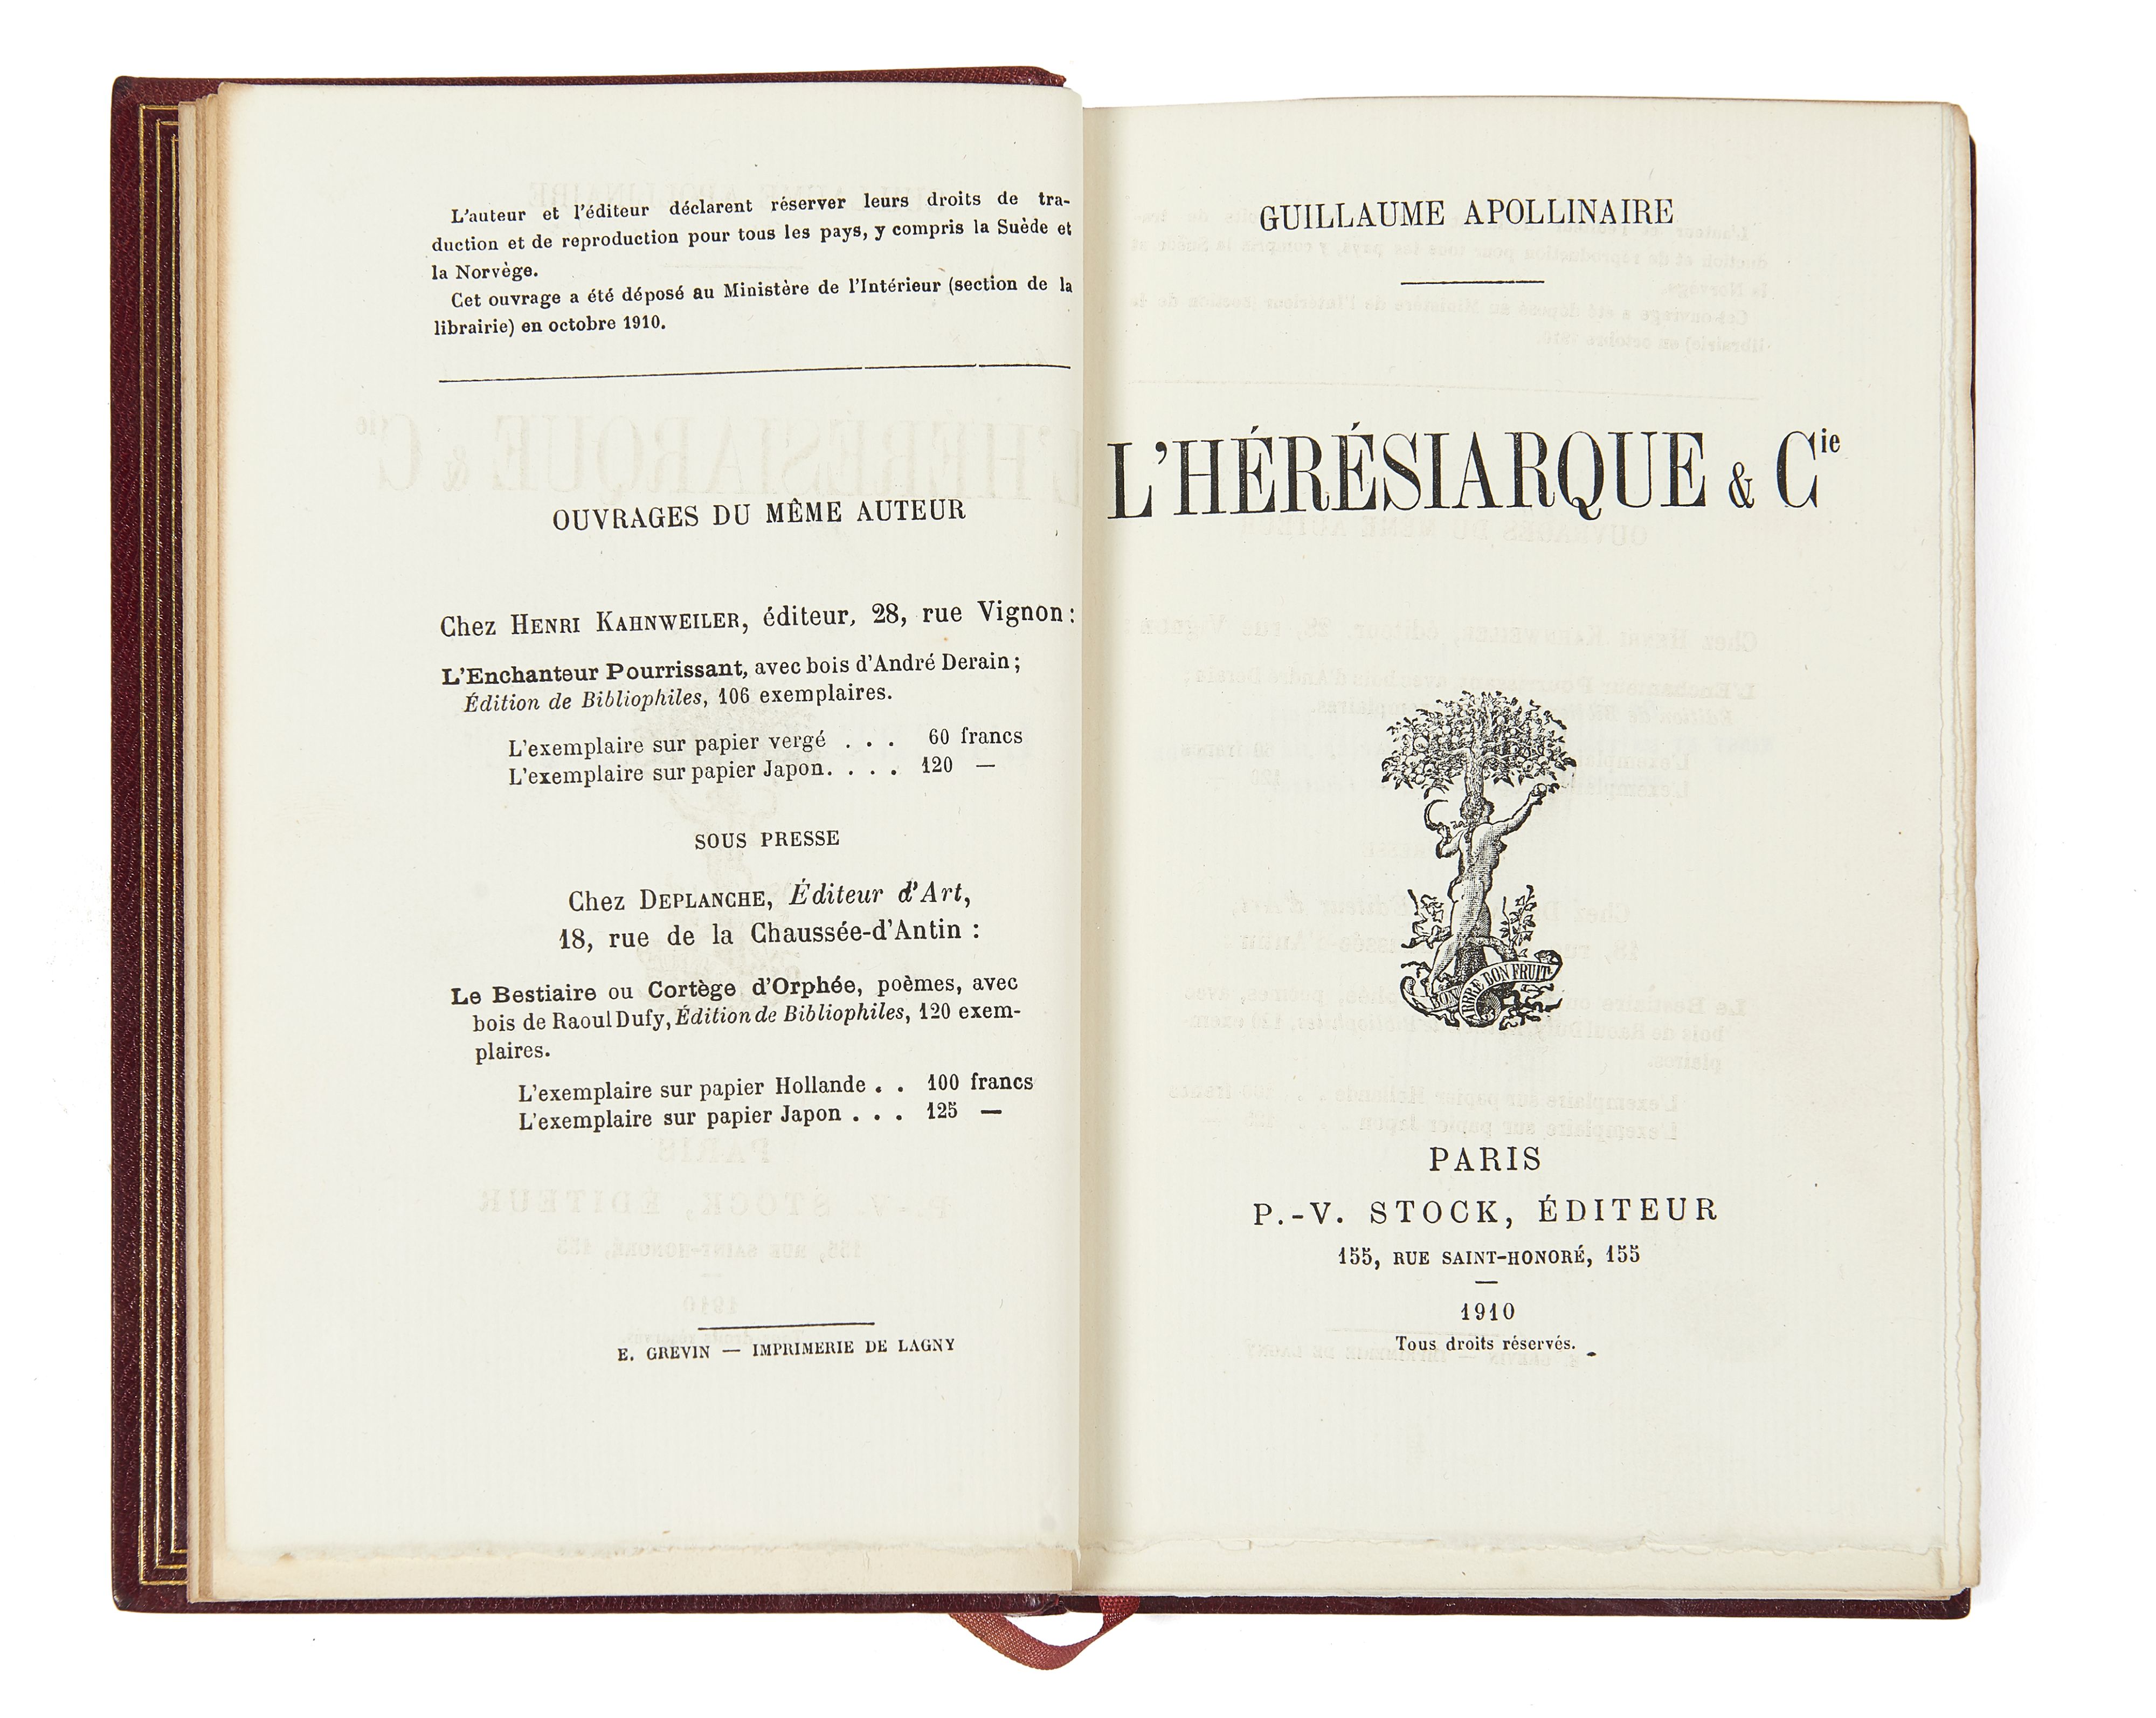 L'auteur et l'éditeur déclarent réserver leurs droits de tra-
duction et de reproduction pour tous les pays, y compris la Suède et
la Norvège.
Cet ouvrage a été déposé au Ministère de l'Intérieur (section de la
librairie) en octobre 1910.
OUVRAGES DU MÊME AUTEUR
Chez HENRI KAHNWEILER, éditeur, 28, rue Vignon :
L'Enchanteur Pourrissant, avec bois d'André Derain ;
Édition de Bibliophiles, 106 exemplaires.
L'exemplaire sur papier vergé . . . 60 francs
L'exemplaire sur papier Japon. . . . 120 —
SOUS PRESSE
Chez DEPLANCHE, Éditeur d'Art,
18, rue de la Chaussée-d'Antin :
Le Bestiaire ou Cortège d'Orphée, poèmes, avec
bois de Raoul Dufy, Édition de Bibliophiles, 120 exem-
plaires.
L'exemplaire sur papier Hollande . . 100 francs
L'exemplaire sur papier Japon . . . 125 —
E. GREVIN — IMPRIMERIE DE LAGNY
GUILLAUME APOLLINAIRE
L'HÉRÉSIARQUE & Cie
BON ARBRE BON FRUIT
PARIS
P.-V. STOCK, ÉDITEUR
155, RUE SAINT-HONORÉ, 155
1910
Tous droits réservés.